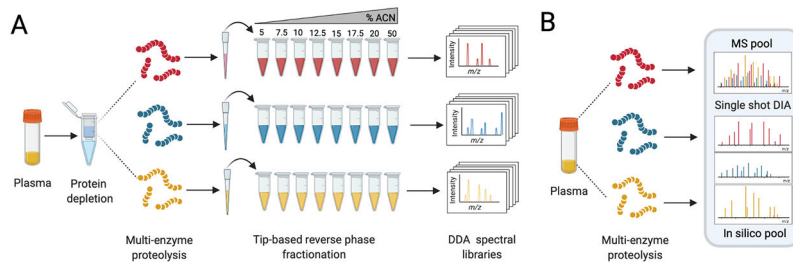 A
Plasma
Protein
depletion
Multi-enzyme
proteolysis
% ACN
5 7.5 10 12.5 15 17.5 20 50
Tip-based reverse phase
fractionation
Intensity
m/z
Intensity
m/z
Intensity
m/z
DDA spectral
libraries
B
Plasma
Multi-enzyme
proteolysis
MS pool
m/z
Single shot DIA
m/z
m/z
m/z
In silico pool